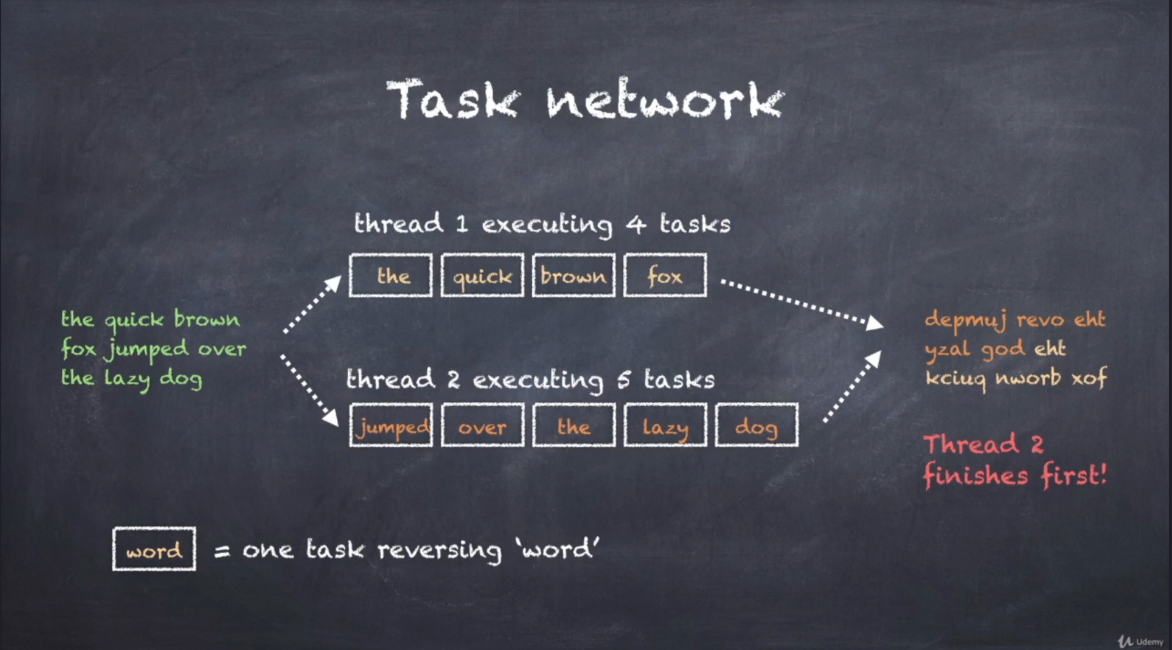 Task network
thread 1 executing 4 tasks
the quick brown fox
the quick brown
fox jumped over
the lazy dog
thread 2 executing 5 tasks
jumped over the lazy dog
depmuj revo eht
yzal god eht
kciuq nworb xof
Thread 2
finishes first!
word = one task reversing 'word'
Udemy